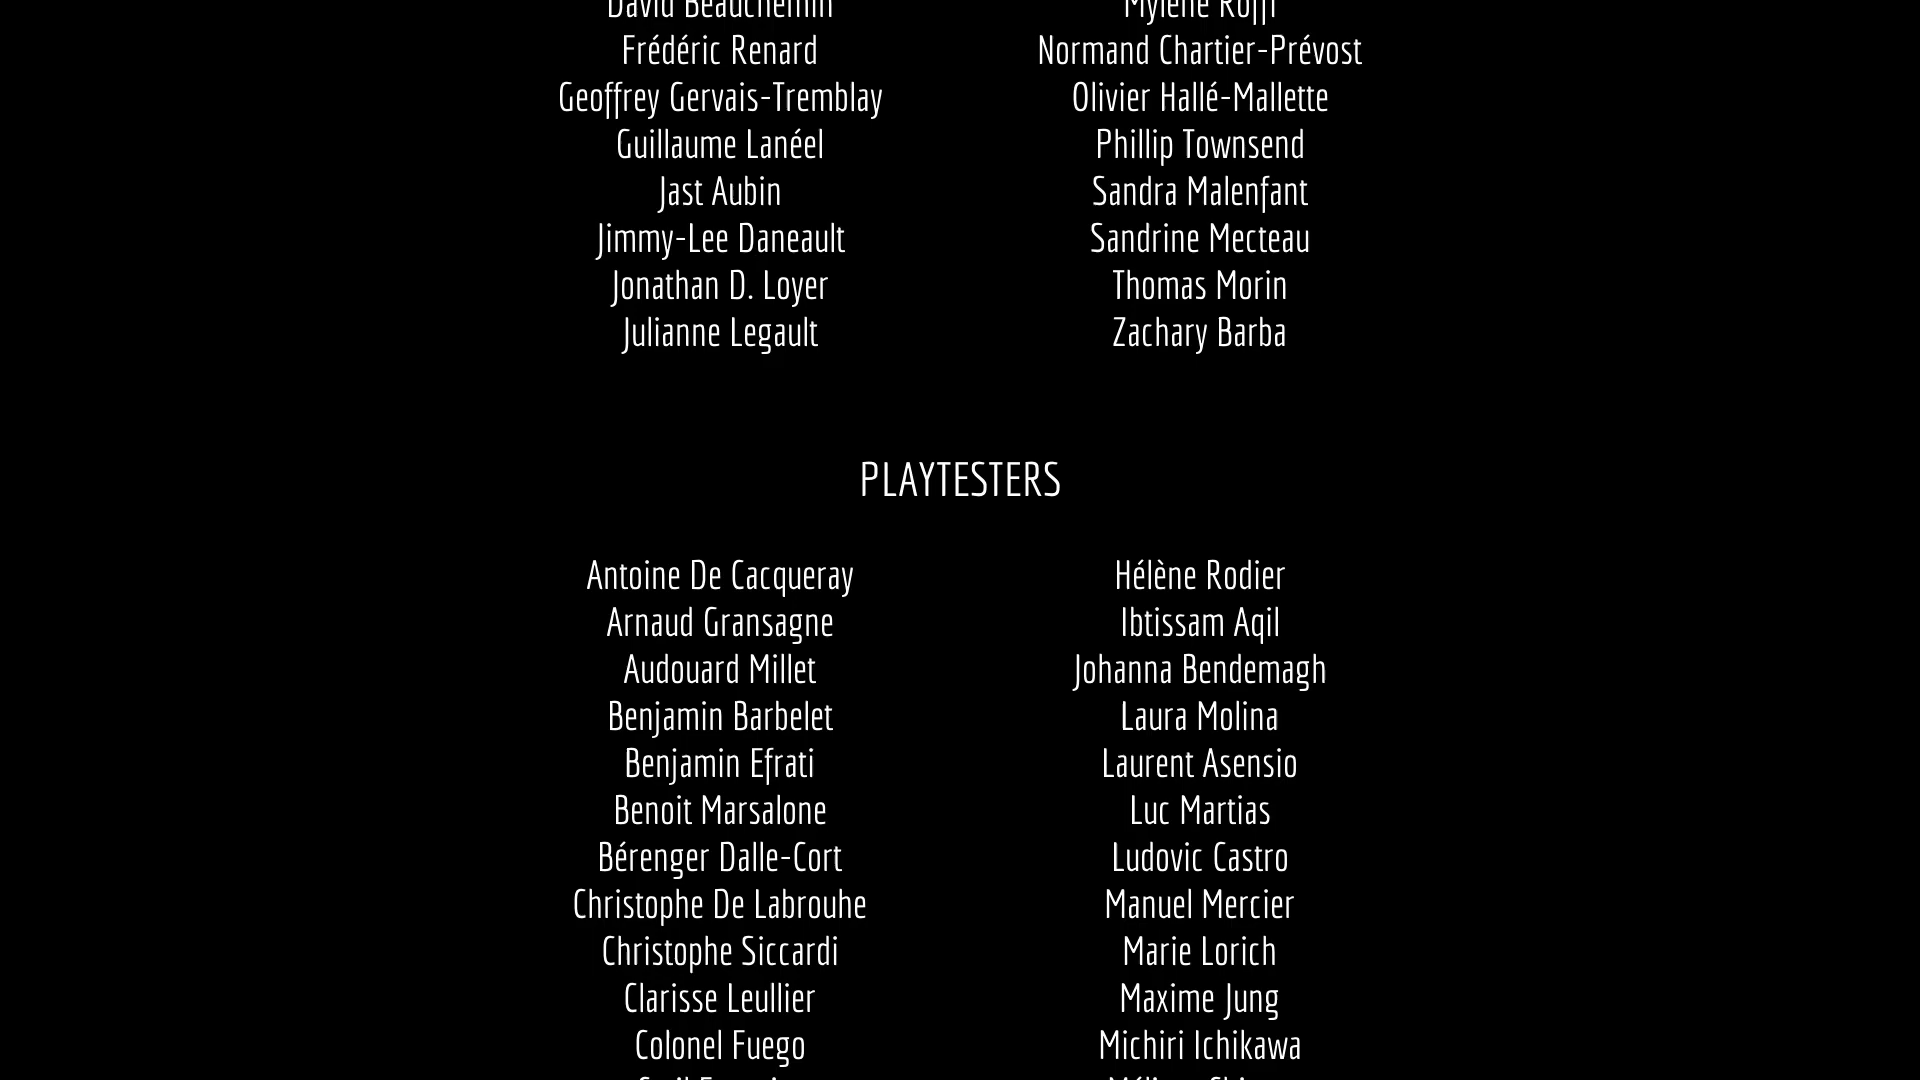 David Beauchemin
Frédéric Renard
Geoffrey Gervais-Tremblay
Guillaume Lanéel
Jast Aubin
Jimmy-Lee Daneault
Jonathan D. Loyer
Julianne Legault
Mylène Roffi
Normand Chartier-Prévost
Olivier Hallé-Mallette
Phillip Townsend
Sandra Malenfant
Sandrine Mecteau
Thomas Morin
Zachary Barba
PLAYTESTERS
Antoine De Cacqueray
Arnaud Gransagne
Audouard Millet
Benjamin Barbelet
Benjamin Efrati
Benoit Marsalone
Bérenger Dalle-Cort
Christophe De Labrouhe
Christophe Siccardi
Clarisse Leullier
Colonel Fuego
Hélène Rodier
Ibtissam Aqil
Johanna Bendemagh
Laura Molina
Laurent Asensio
Luc Martias
Ludovic Castro
Manuel Mercier
Marie Lorich
Maxime Jung
Michiri Ichikawa